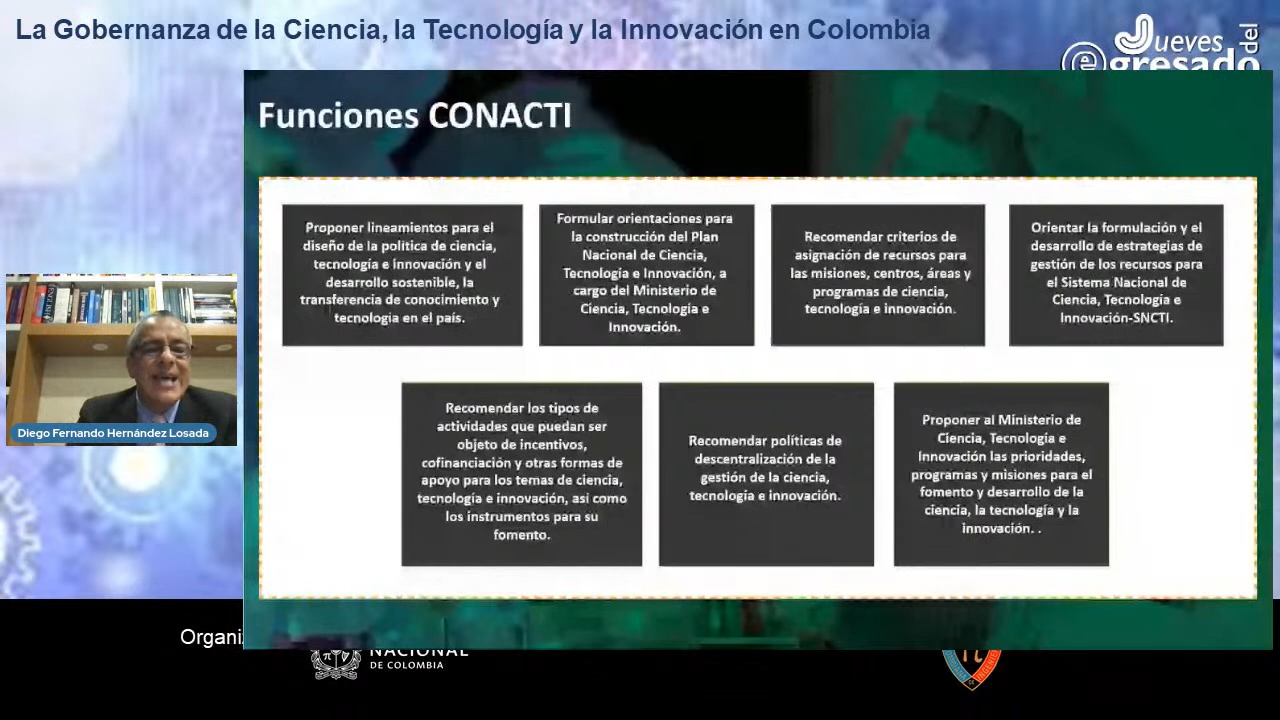 La Gobernanza de la Ciencia, la Tecnología y la Innovación en Colombia
Jueves
del
egresado
Funciones CONACTI
Proponer lineamientos para el
diseño de la política de ciencia,
tecnología e innovación y el
desarrollo sostenible, la
transferencia de conocimiento y
tecnología en el país.
Formular orientaciones para
la construcción del Plan
Nacional de Ciencia,
Tecnología e Innovación, a
cargo del Ministerio de
Ciencia, Tecnología e
Innovación.
Recomendar criterios de
asignación de recursos para
las misiones, centros, áreas y
programas de ciencia,
tecnología e innovación.
Orientar la formulación y el
desarrollo de estrategias de
gestión de los recursos para
el Sistema Nacional de
Ciencia, Tecnología e
Innovación-SNCTI.
Recomendar los tipos de
actividades que puedan ser
objeto de incentivos,
cofinanciación y otras formas de
apoyo para los temas de ciencia,
tecnología e innovación, así como
los instrumentos para su
fomento.
Recomendar políticas de
descentralización de la
gestión de la ciencia,
tecnología e innovación.
Proponer al Ministerio de
Ciencia, Tecnología e
Innovación las prioridades,
programas y misiones para el
fomento y desarrollo de la
ciencia, la tecnología y la
innovación. .
Diego Fernando Hernández Losada
Organi
NACIONAL
DE COLOMBIA